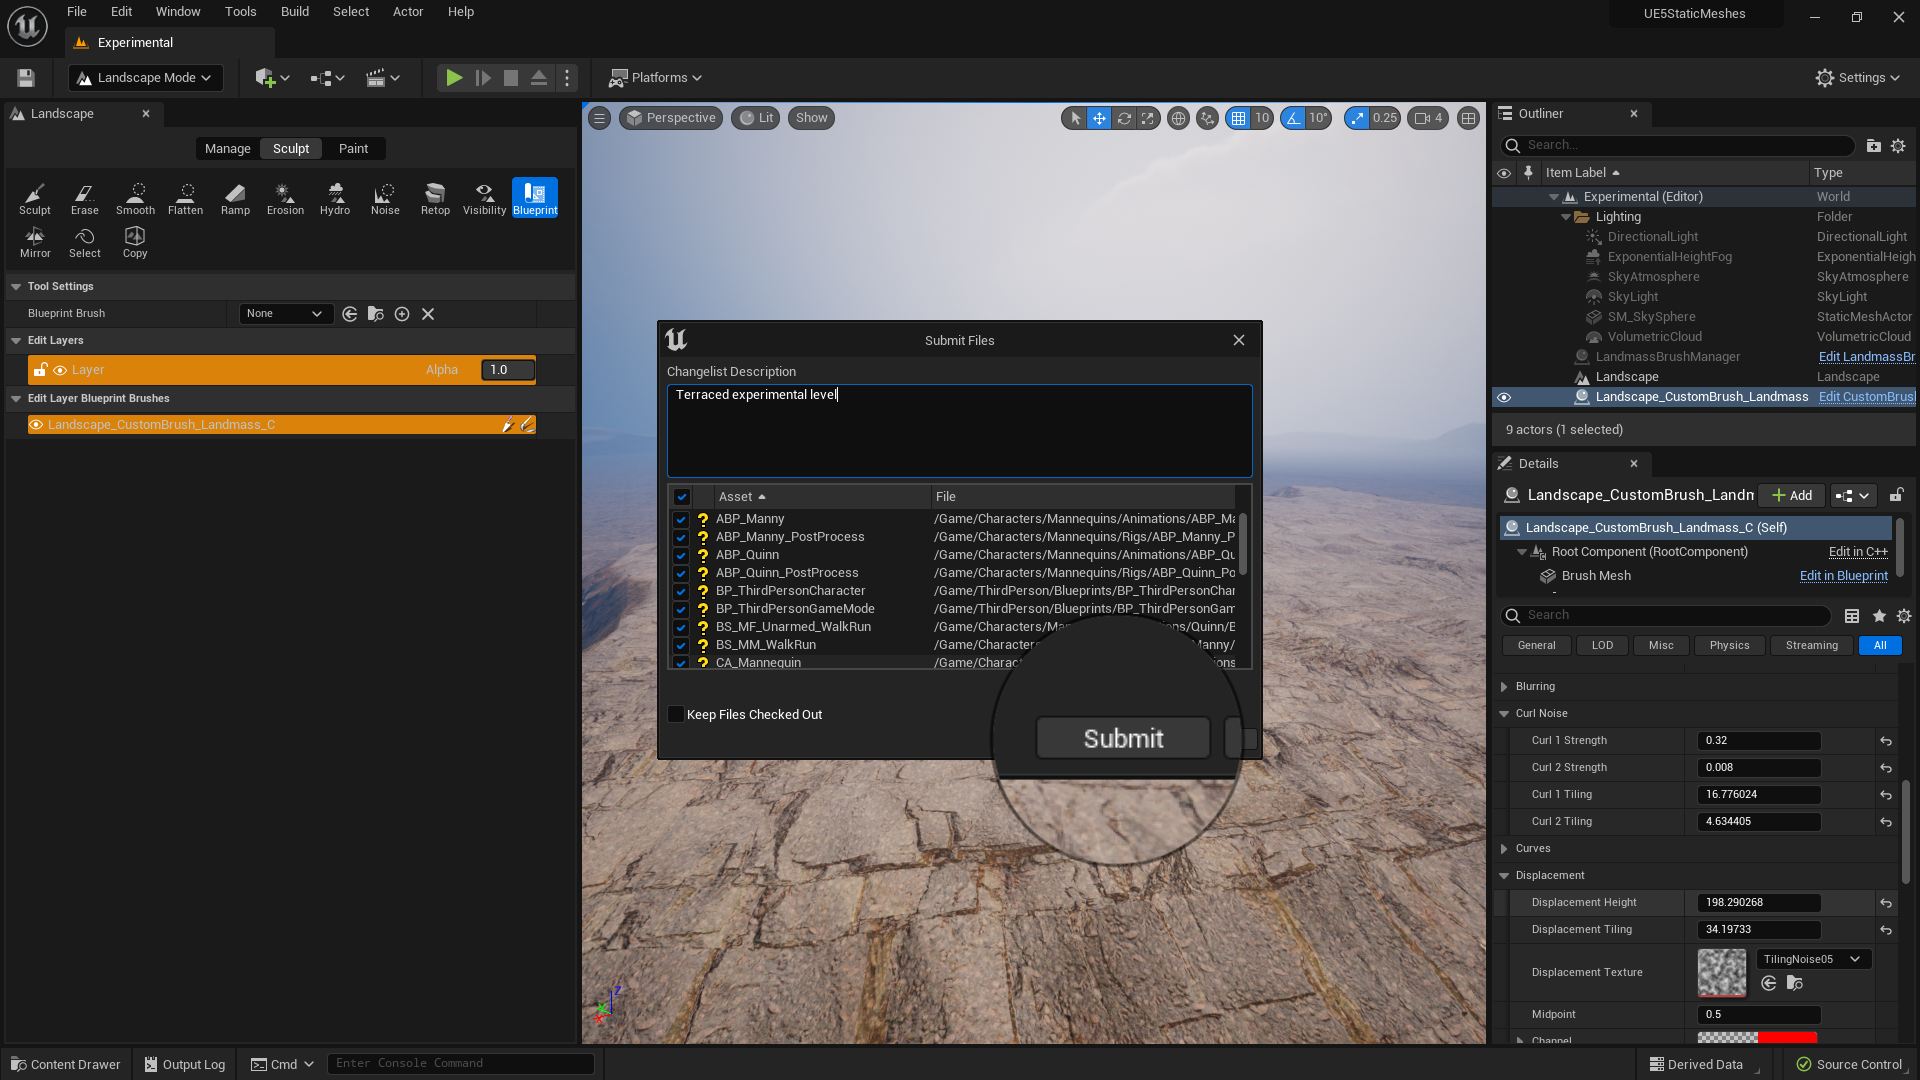 File Edit Window Tools Build Select Actor Help
UE5StaticMeshes
Experimental
Landscape Mode
Platforms
Settings
Landscape
Manage Sculpt Paint
Sculpt Erase Smooth Flatten Ramp Erosion Hydro Noise Retop Visibility Blueprint
Mirror Select Copy
Tool Settings
Blueprint Brush None
Edit Layers
Layer Alpha 1.0
Edit Layer Blueprint Brushes
Landscape_CustomBrush_Landmass_C
Perspective Lit Show 10 10° 0.25 4
Submit Files
Changelist Description
Terraced experimental level
Asset File
ABP_Manny /Game/Characters/Mannequins/Animations/ABP_Ma
ABP_Manny_PostProcess /Game/Characters/Mannequins/Rigs/ABP_Manny_P
ABP_Quinn /Game/Characters/Mannequins/Animations/ABP_Qu
ABP_Quinn_PostProcess /Game/Characters/Mannequins/Rigs/ABP_Quinn_Po
BP_ThirdPersonCharacter /Game/ThirdPerson/Blueprints/BP_ThirdPersonChar
BP_ThirdPersonGameMode /Game/ThirdPerson/Blueprints/BP_ThirdPersonGam
BS_MF_Unarmed_WalkRun /Game/Characters/Ma ons/Quinn/B
BS_MM_WalkRun /Game/Characters Manny/
CA_Mannequin /Game/Charac ions
Keep Files Checked Out
Submit
Outliner
Search...
Item Label Type
Experimental (Editor) World
Lighting Folder
DirectionalLight DirectionalLight
ExponentialHeightFog ExponentialHeigh
SkyAtmosphere SkyAtmosphere
SkyLight SkyLight
SM_SkySphere StaticMeshActor
VolumetricCloud VolumetricCloud
LandmassBrushManager Edit LandmassBr
Landscape Landscape
Landscape_CustomBrush_Landmass Edit CustomBrus
9 actors (1 selected)
Details
Landscape_CustomBrush_Landm Add
Landscape_CustomBrush_Landmass_C (Self)
Root Component (RootComponent) Edit in C++
Brush Mesh Edit in Blueprint
Search
General LOD Misc Physics Streaming All
Blurring
Curl Noise
Curl 1 Strength 0.32
Curl 2 Strength 0.008
Curl 1 Tiling 16.776024
Curl 2 Tiling 4.634405
Curves
Displacement
Displacement Height 198.290268
Displacement Tiling 34.19733
Displacement Texture TilingNoise05
Midpoint 0.5
Channel
Z
Content Drawer Output Log Cmd Enter Console Command
Derived Data Source Control